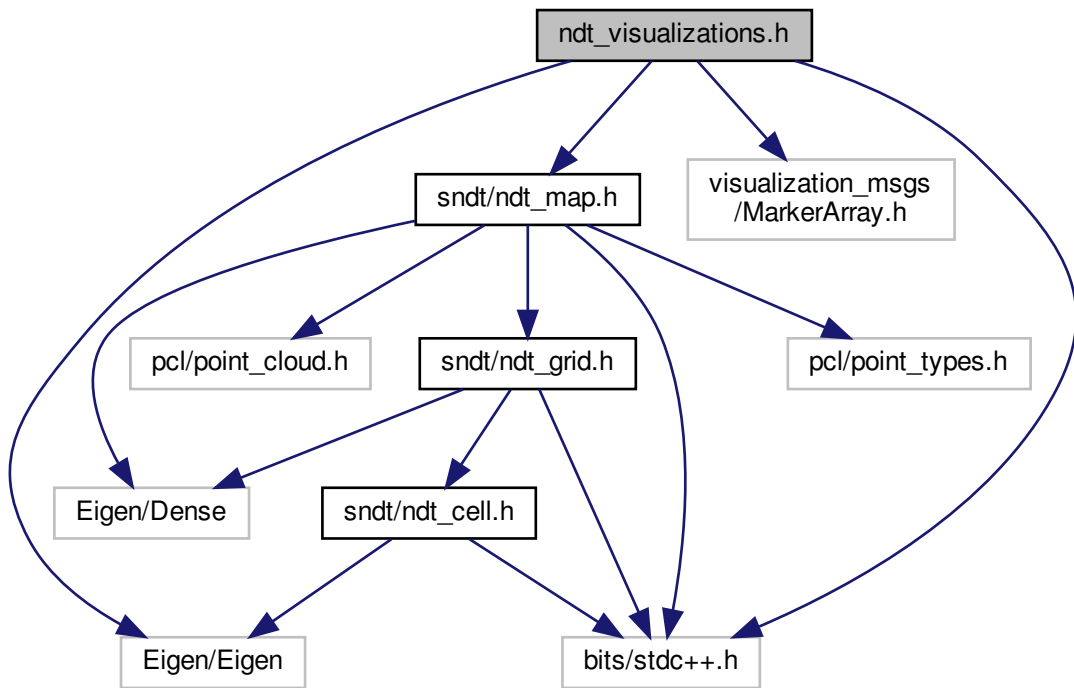 ndt_visualizations.h
sndt/ndt_map.h
visualization_msgs
/MarkerArray.h
pcl/point_cloud.h
sndt/ndt_grid.h
pcl/point_types.h
Eigen/Dense
sndt/ndt_cell.h
Eigen/Eigen
bits/stdc++.h